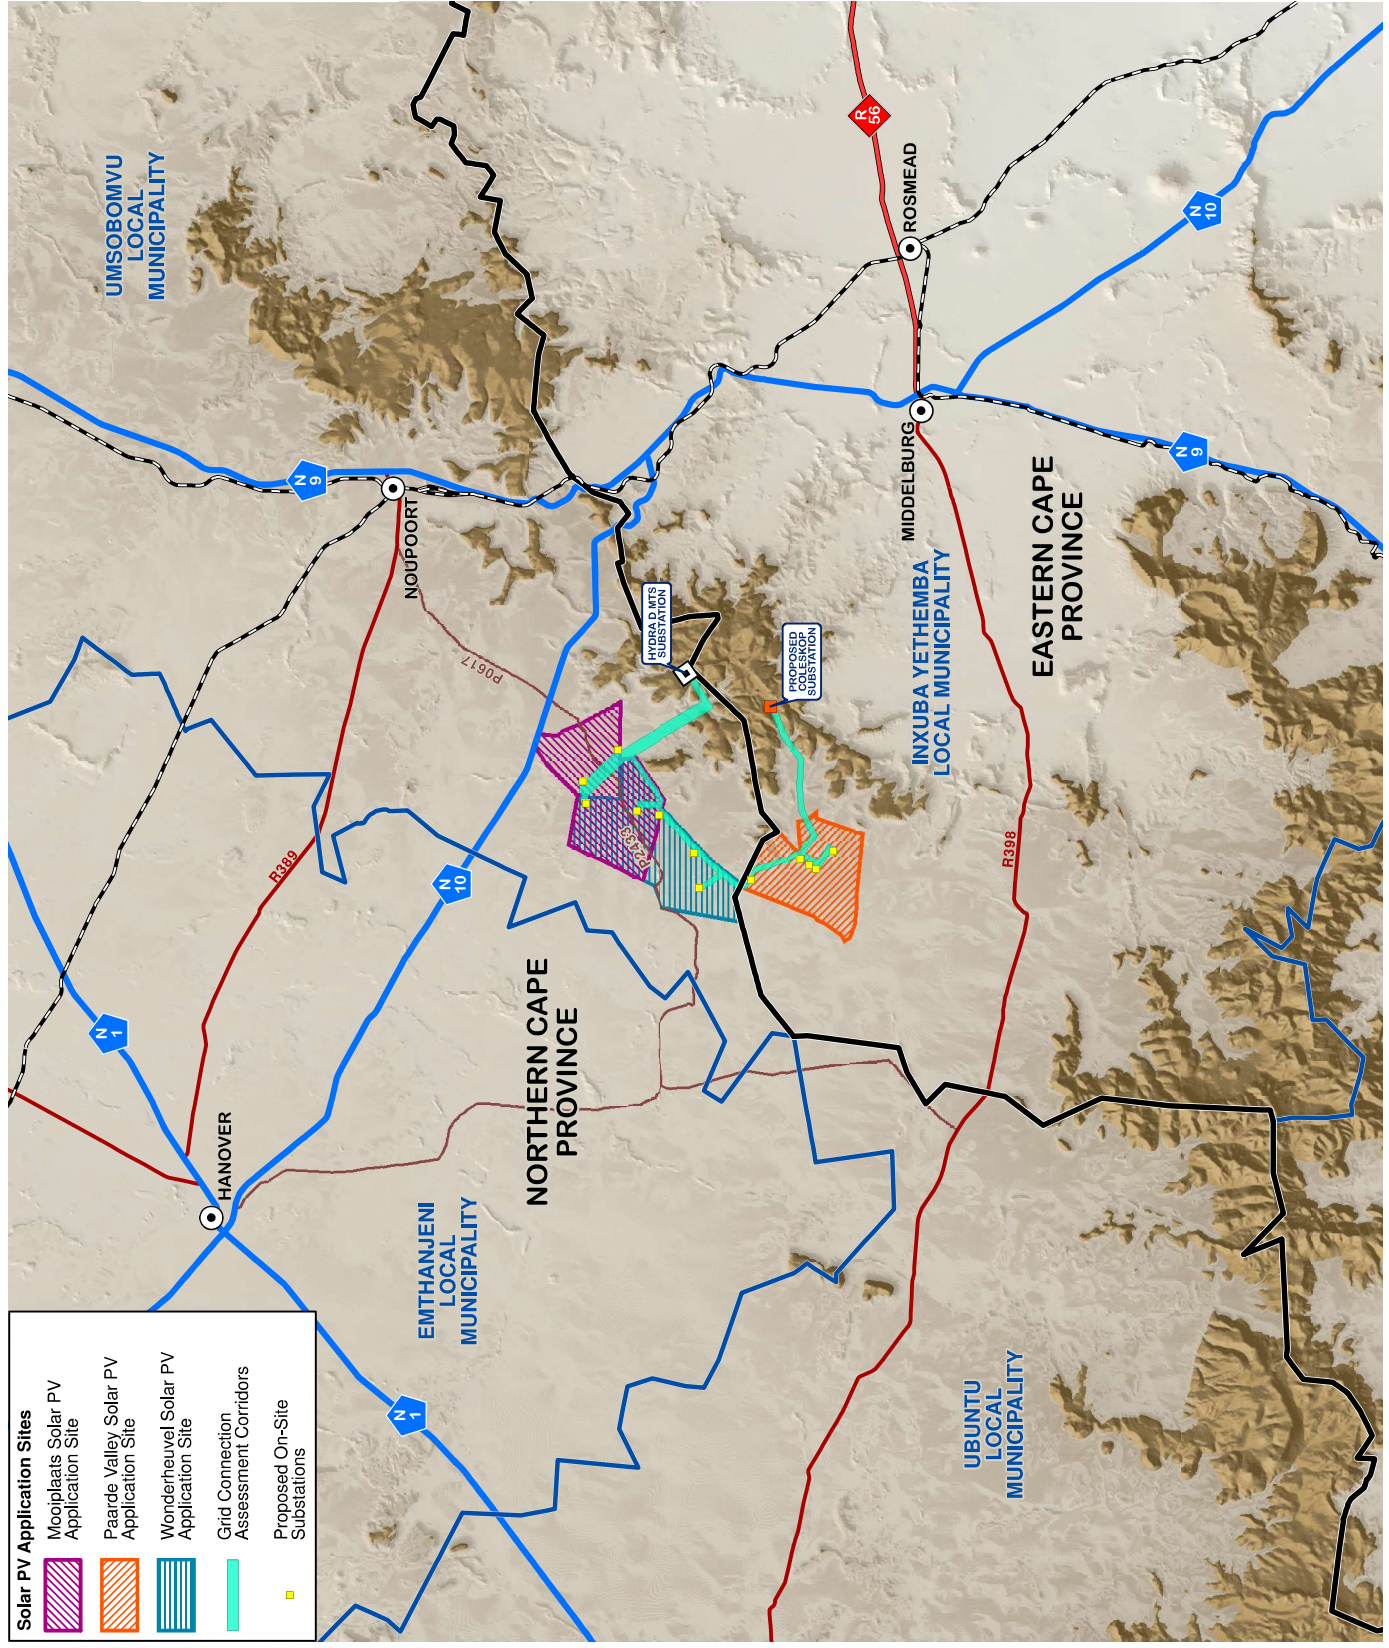 Solar PV Application Sites
Mooiplaats Solar PV
Application Site
Paarde Valley Solar PV
Application Site
Wonderheuvel Solar PV
Application Site
Grid Connection
Assessment Corridors
Proposed On-Site
Substations
N
1
N
1
HANOVER
R389
N
10
NOUPOORT
N
9
UMSOBOMVU
LOCAL
MUNICIPALITY
EMTHANJENI
LOCAL
MUNICIPALITY
NORTHERN CAPE
PROVINCE
P0617
P2433
HYDRA D MTS
SUBSTATION
PROPOSED
COLESKOP
SUBSTATION
R
56
ROSMEAD
MIDDELBURG
N
10
N
9
INXUBA YETHEMBA
LOCAL MUNICIPALITY
EASTERN CAPE
PROVINCE
R398
UBUNTU
LOCAL
MUNICIPALITY